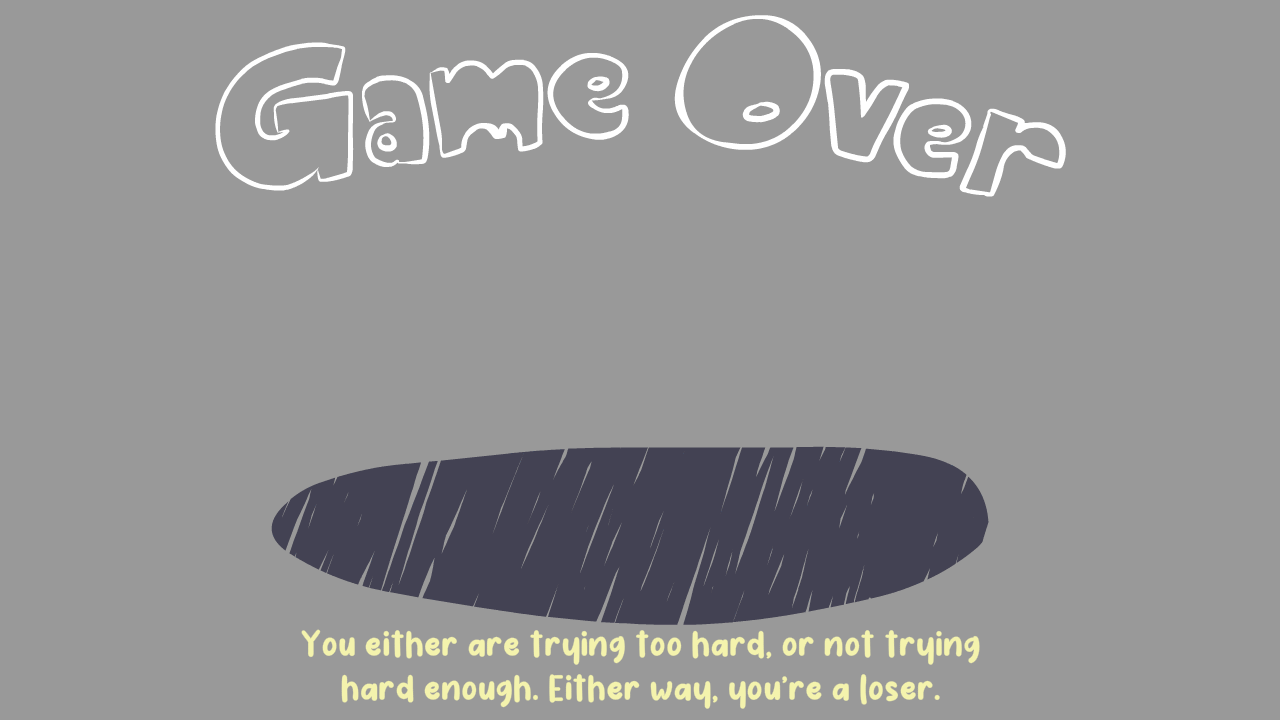 Game Over
You either are trying too hard, or not trying
hard enough. Either way, you're a loser.